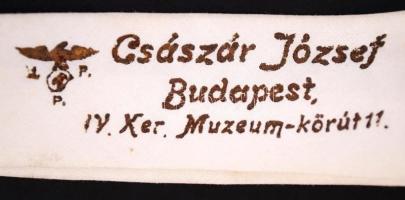 Császár József
Budapest,
IV. Ker. Muzeum-körút 11.
P.
P.